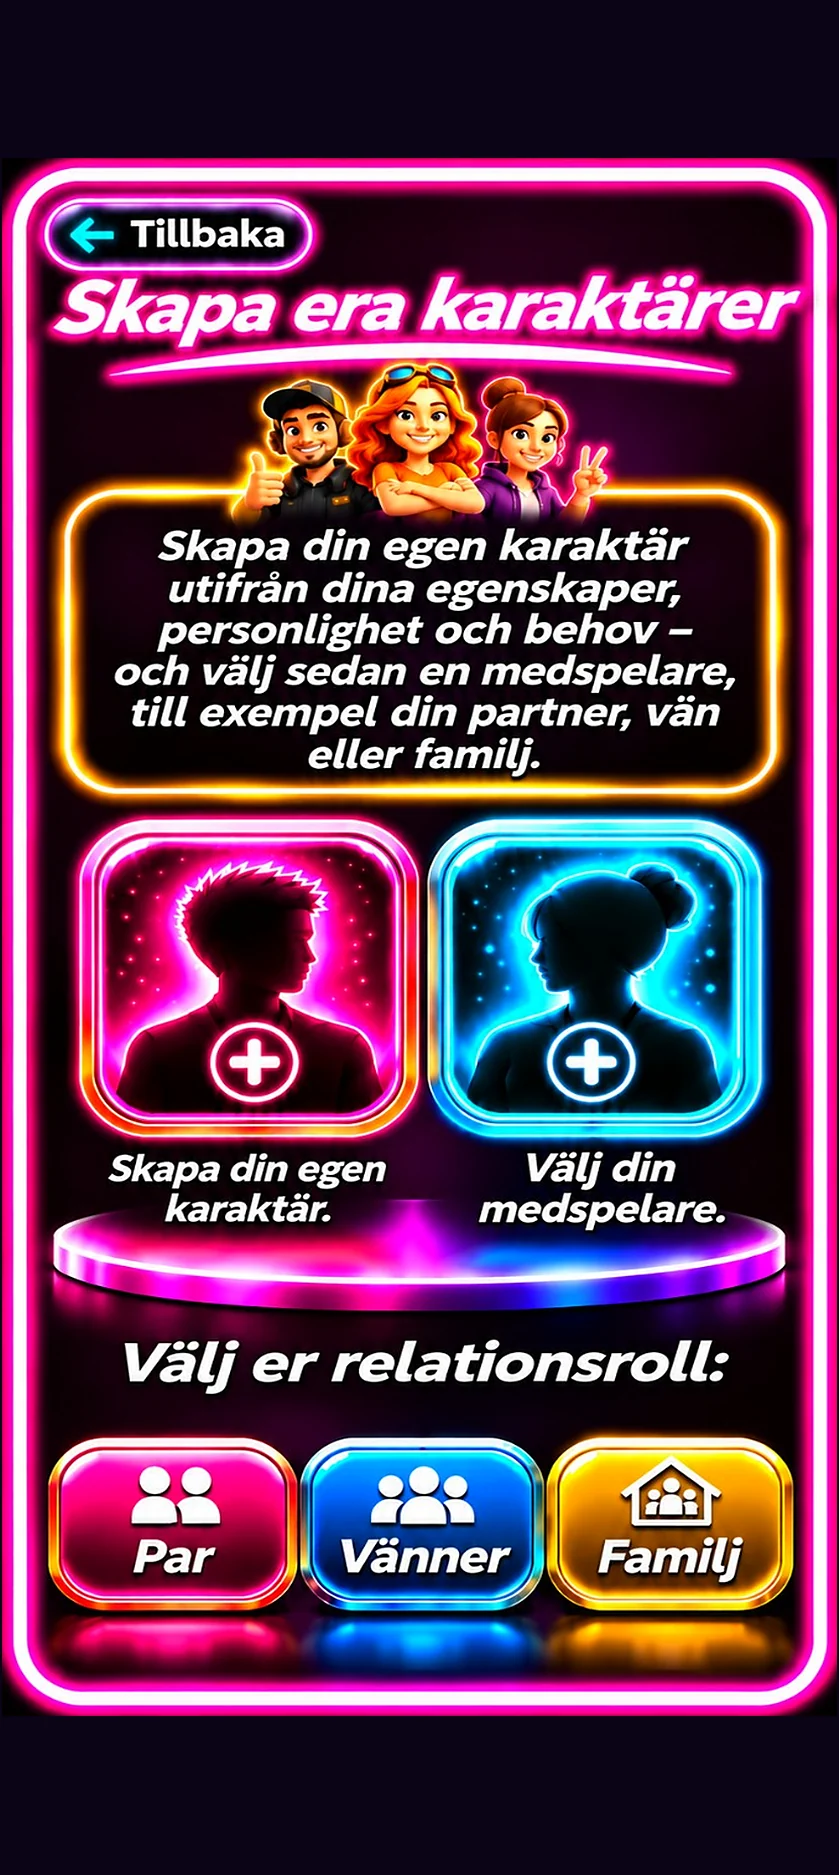 Tillbaka
Skapa era karaktärer
Skapa din egen karaktär
utifrån dina egenskaper,
personlighet och behov –
och välj sedan en medspelare,
till exempel din partner, vän
eller familj.
Skapa din egen
karaktär.
Välj din
medspelare.
Välj er relationsroll:
Par
Vänner
Familj